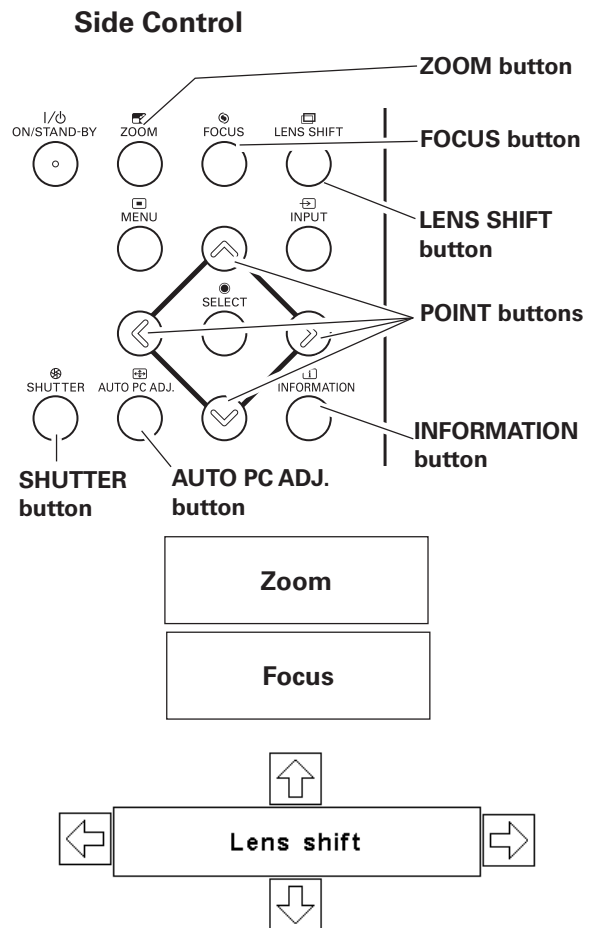 Side Control
ZOOM button
I/⏻
ON/STAND-BY
ZOOM
FOCUS
LENS SHIFT
FOCUS button
MENU
INPUT
LENS SHIFT
button
SELECT
POINT buttons
SHUTTER
AUTO PC ADJ.
INFORMATION
INFORMATION
button
SHUTTER
button
AUTO PC ADJ.
button
Zoom
Focus
Lens shift